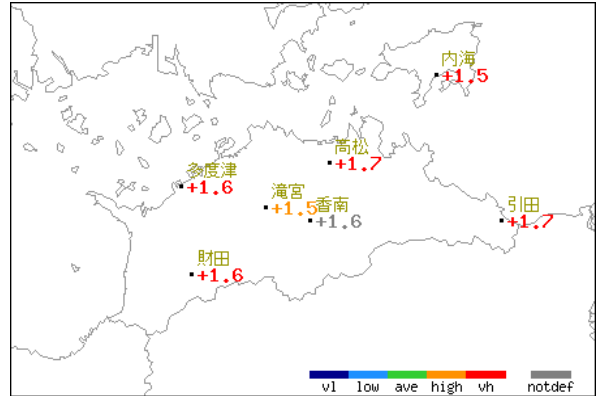 内海
+1.5
高松
+1.7
多度津
+1.6
滝宮
+1.5
香南
+1.6
引田
+1.7
財田
+1.6
vl low ave high vh notdef